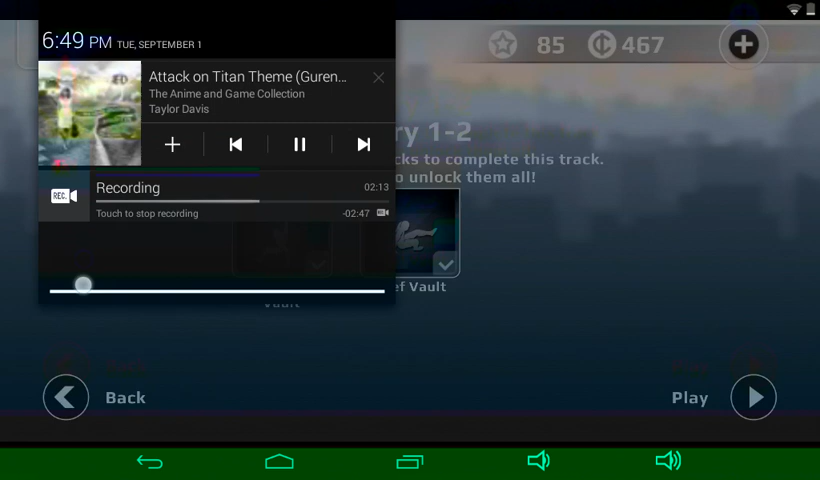 6:49 PM TUE, SEPTEMBER 1
Attack on Titan Theme (Guren...
The Anime and Game Collection
Taylor Davis
REC.
Recording
02:13
Touch to stop recording
-02:47
85
467
ry 1-2
cks to complete this track.
o unlock them all!
ef Vault
Vault
Back
Play